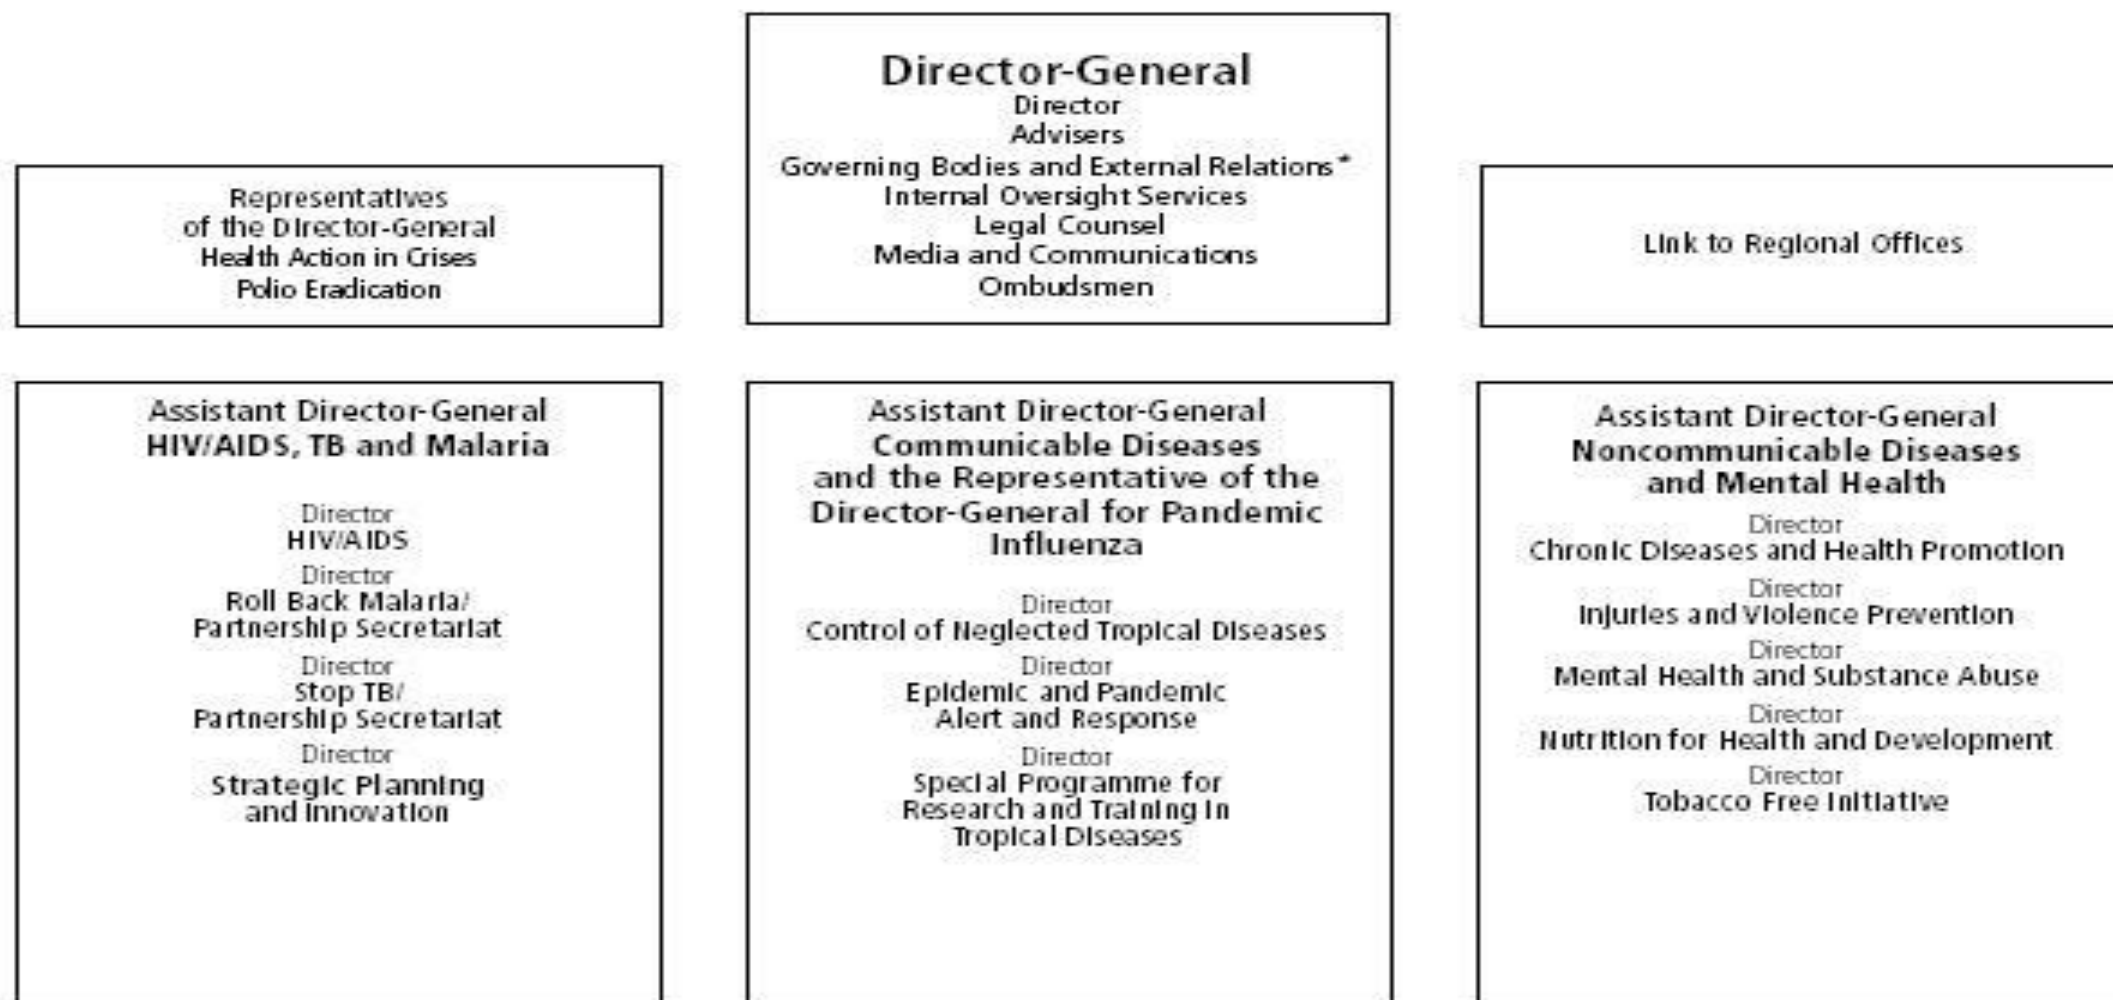 Director-General
Director
Advisers
Governing Bodies and External Relations*
Internal Oversight Services
Legal Counsel
Media and Communications
Ombudsmen
Representatives
of the Director-General
Health Action in Crises
Polio Eradication
Link to Regional Offices
Assistant Director-General
HIV/AIDS, TB and Malaria
Director
HIV/AIDS
Director
Roll Back Malaria/
Partnership Secretariat
Director
Stop TB/
Partnership Secretariat
Director
Strategic Planning
and Innovation
Assistant Director-General
Communicable Diseases
and the Representative of the
Director-General for Pandemic
Influenza
Director
Control of Neglected Tropical Diseases
Director
Epidemic and Pandemic
Alert and Response
Director
Special Programme for
Research and Training in
Tropical Diseases
Assistant Director-General
Noncommunicable Diseases
and Mental Health
Director
Chronic Diseases and Health Promotion
Director
Injuries and Violence Prevention
Director
Mental Health and Substance Abuse
Director
Nutrition for Health and Development
Director
Tobacco Free Initiative